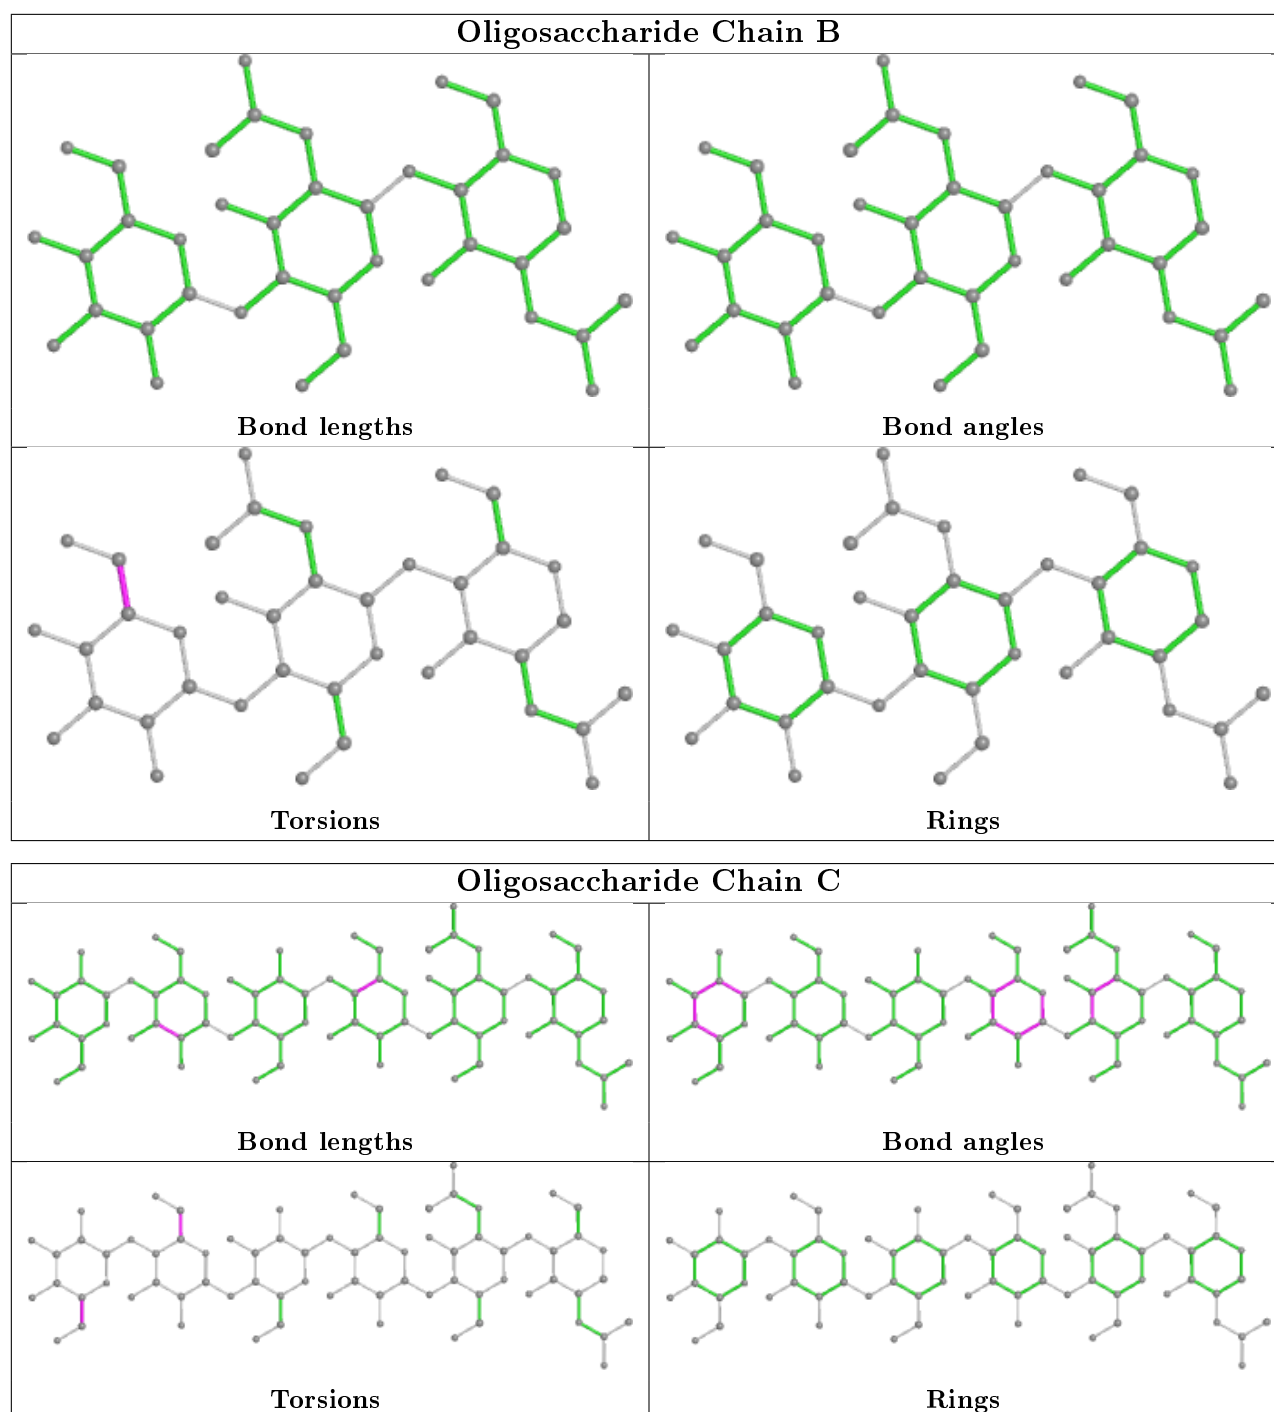 Oligosaccharide Chain B
Bond lengths
Bond angles
Torsions
Rings
Oligosaccharide Chain C
Bond lengths
Bond angles
Torsions
Rings